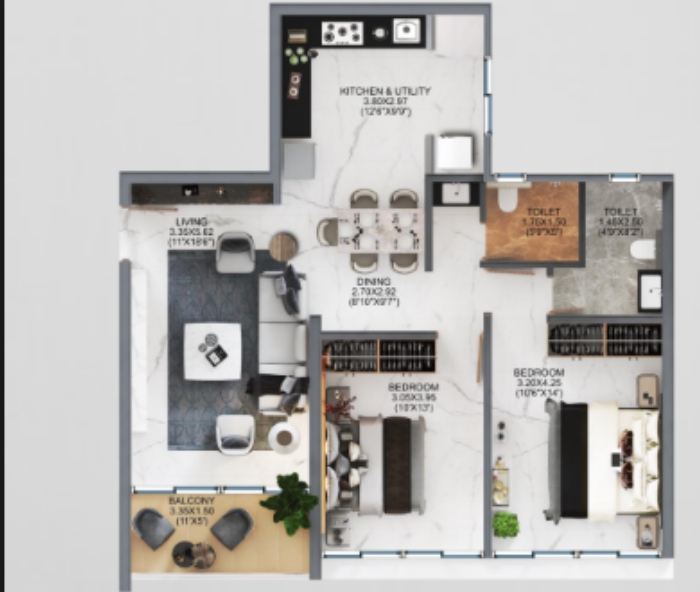 KITCHEN & UTILITY
3.80X2.97
(12'6"X9'9")
LIVING
3.35X5.62
(11'X18'6")
TOILET
1.75X1.50
(5'9"X5')
TOILET
1.45X2.50
(4'9"X8'2")
DINING
2.70X2.92
(8'10"X9'7")
BEDROOM
3.05X3.95
(10'X13')
BEDROOM
3.20X4.25
(10'6"X14')
BALCONY
3.35X1.50
(11'X5')